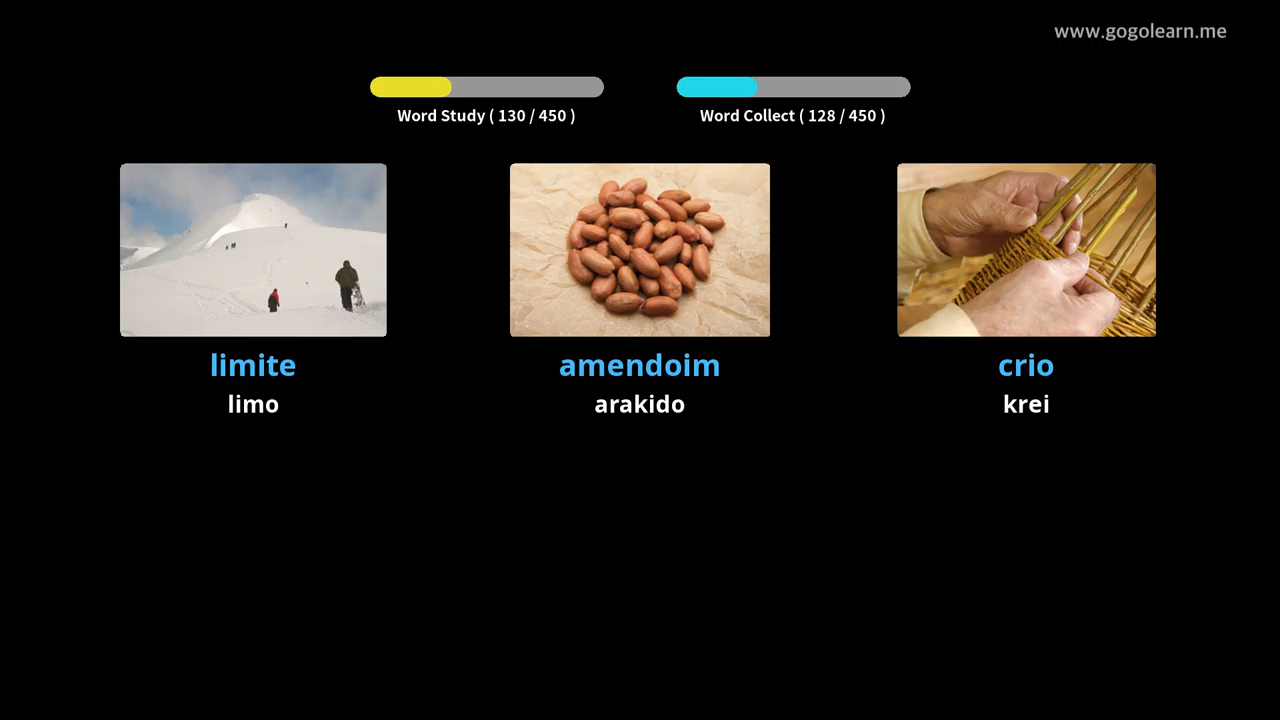 www.gogolearn.me
Word Study ( 130 / 450 )
Word Collect ( 128 / 450 )
limite
amendoim
crio
limo
arakido
krei